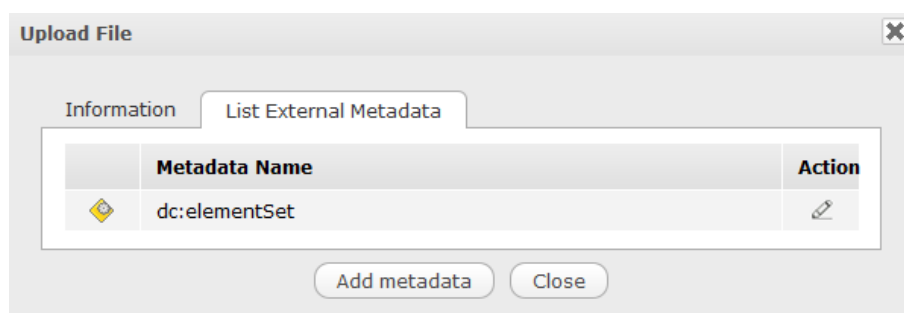 Upload File
Information List External Metadata
Metadata Name Action
dc:elementSet
Add metadata Close